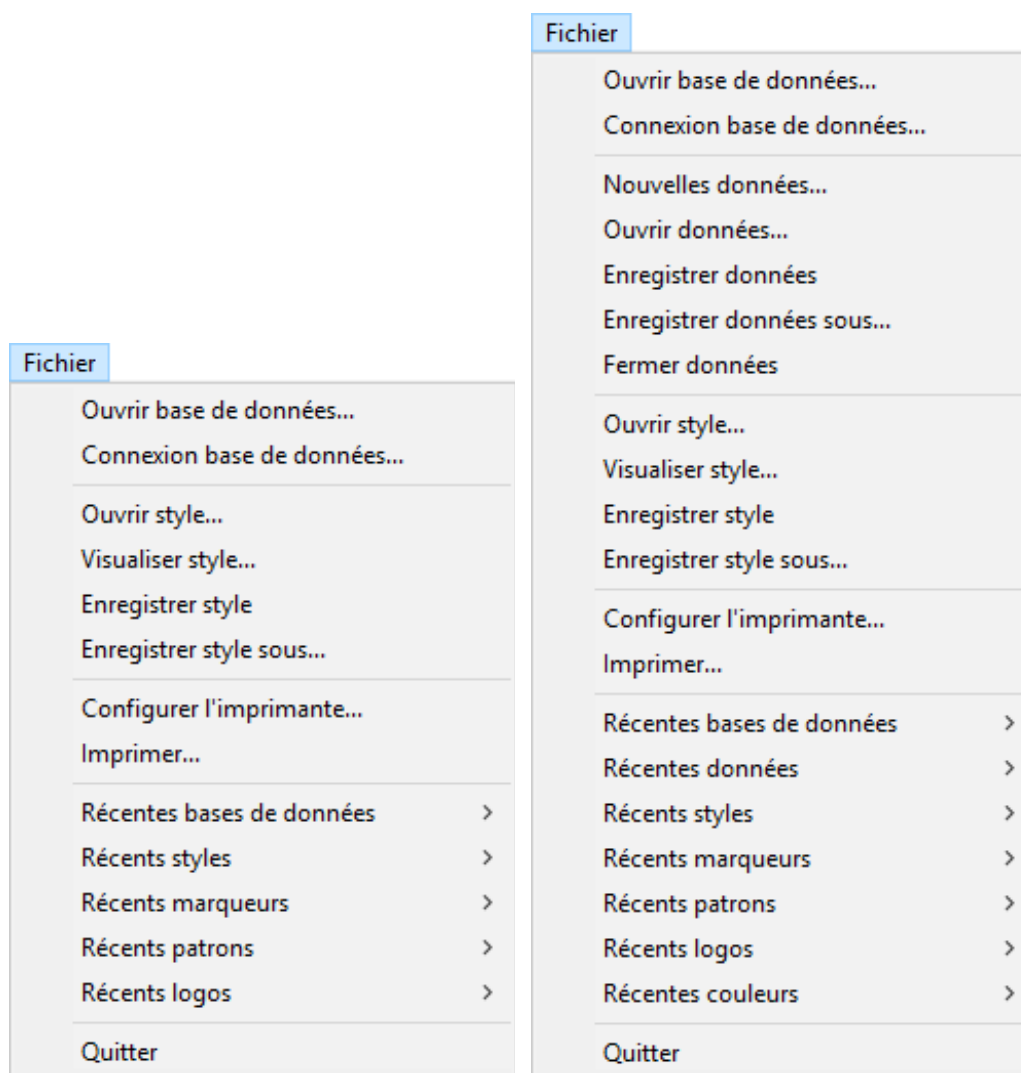 Fichier
Ouvrir base de données...
Connexion base de données...
Ouvrir style...
Visualiser style...
Enregistrer style
Enregistrer style sous...
Configurer l'imprimante...
Imprimer...
Récentes bases de données
Récents styles
Récents marqueurs
Récents patrons
Récents logos
Quitter
Fichier
Ouvrir base de données...
Connexion base de données...
Nouvelles données...
Ouvrir données...
Enregistrer données
Enregistrer données sous...
Fermer données
Ouvrir style...
Visualiser style...
Enregistrer style
Enregistrer style sous...
Configurer l'imprimante...
Imprimer...
Récentes bases de données
Récentes données
Récents styles
Récents marqueurs
Récents patrons
Récents logos
Récentes couleurs
Quitter